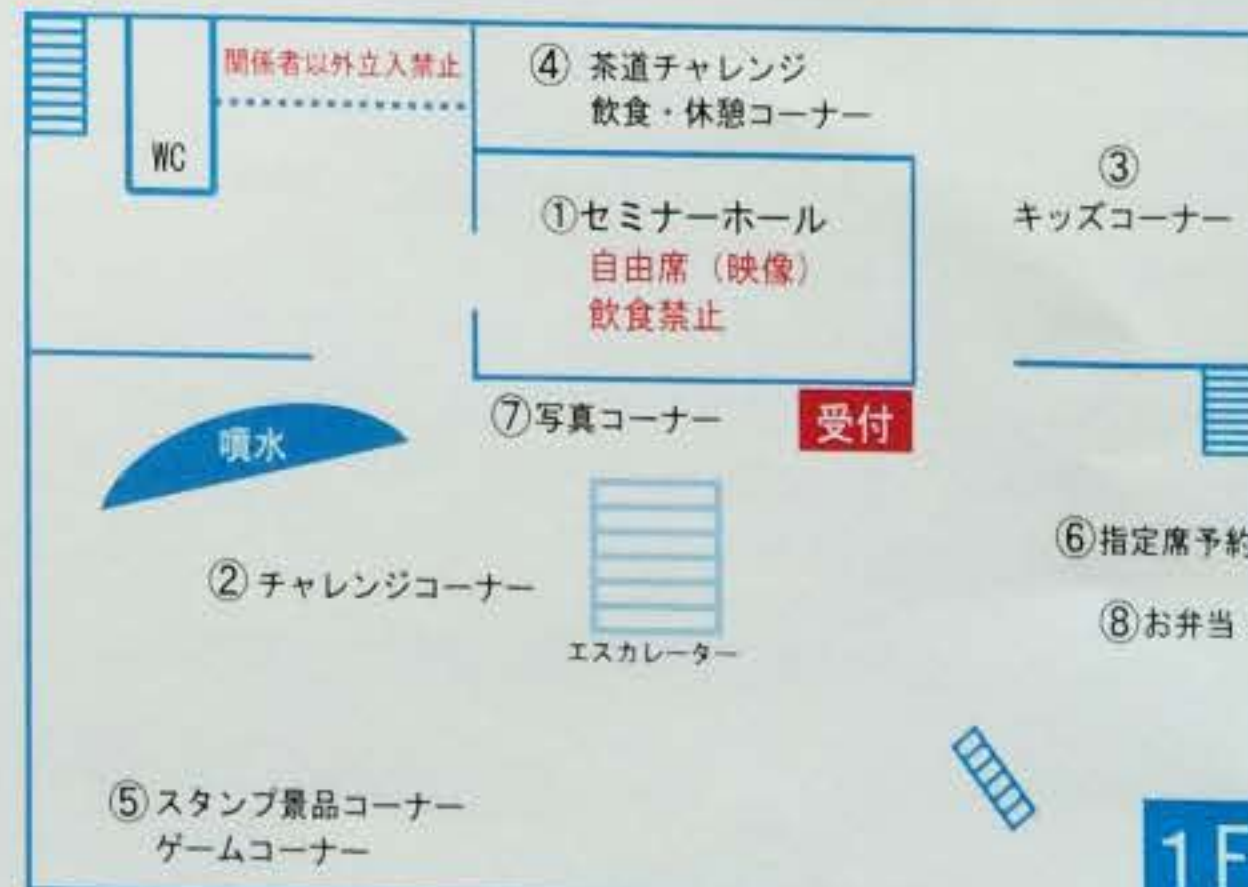 関係者以外立入禁止
④ 茶道チャレンジ
飲食・休憩コーナー
WC
③
キッズコーナー
①セミナーホール
自由席（映像）
飲食禁止
⑦写真コーナー
受付
噴水
⑥指定席予約
② チャレンジコーナー
⑧お弁当
エスカレーター
⑤スタンプ景品コーナー
ゲームコーナー
1F